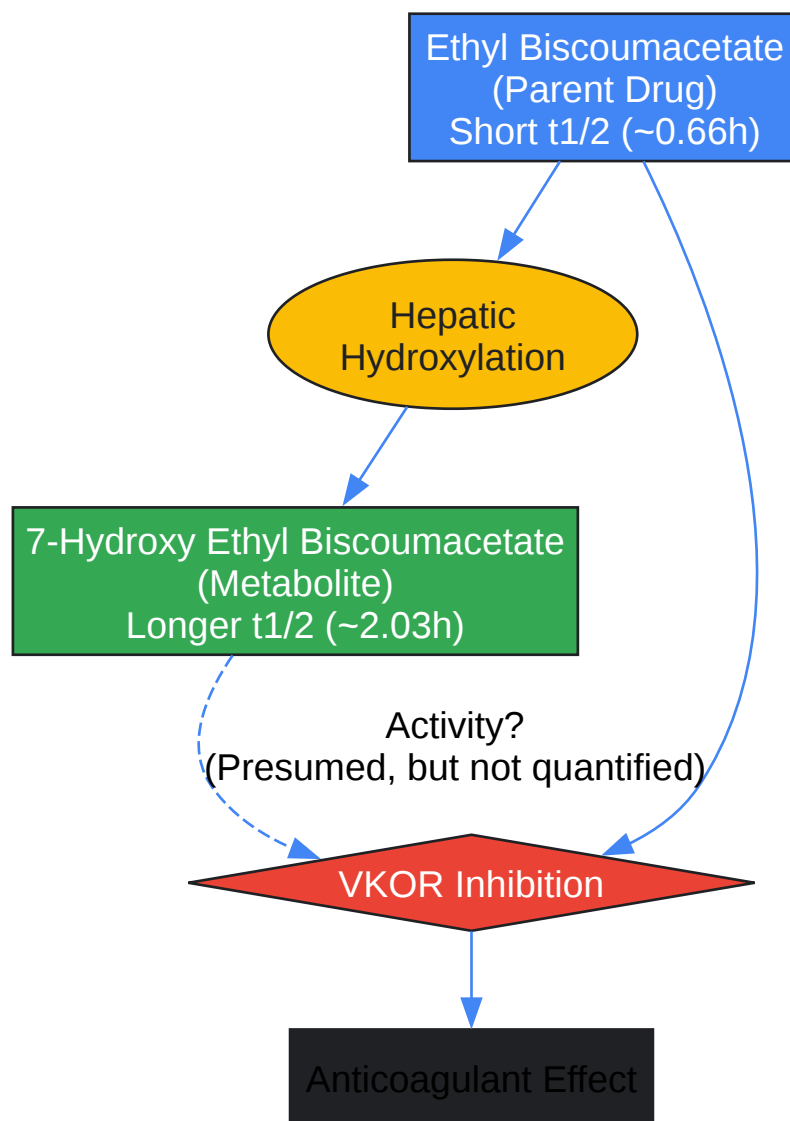 Ethyl Biscoumacetate
(Parent Drug)
Short t1/2 (~0.66h)
Hepatic
Hydroxylation
7-Hydroxy Ethyl Biscoumacetate
(Metabolite)
Longer t1/2 (~2.03h)
Activity?
(Presumed, but not quantified)
VKOR Inhibition
Anticoagulant Effect